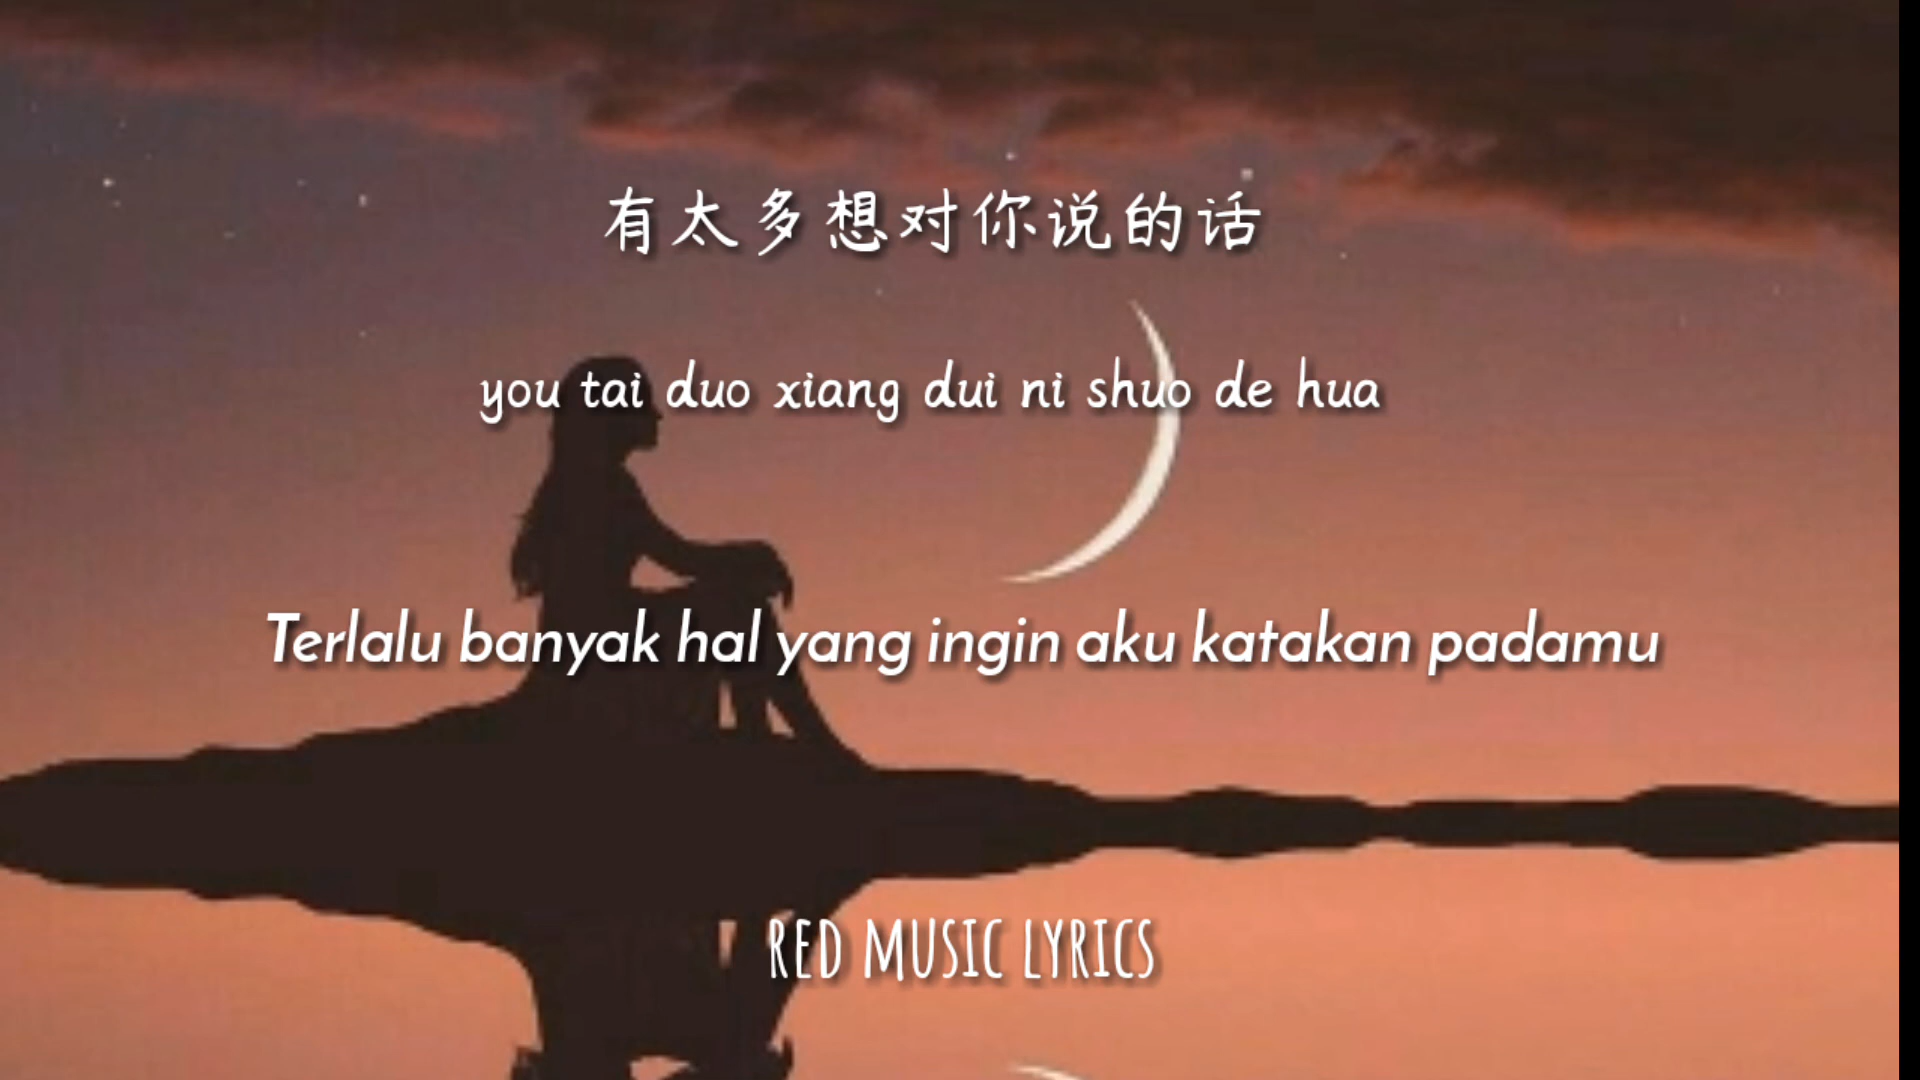 有太多想对你说的话
you tai duo xiang dui ni shuo de hua
Terlalu banyak hal yang ingin aku katakan padamu
RED MUSIC LYRICS